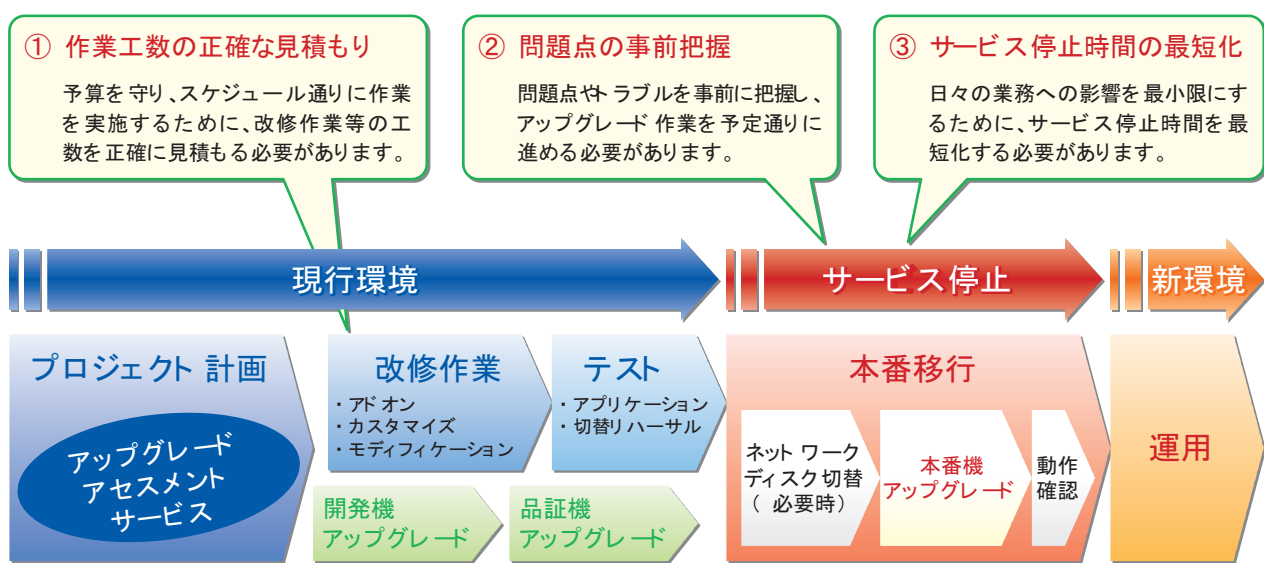 ① 作業工数の正確な見積もり
予算を守り、スケジュール通りに作業
を実施するために、改修作業等の工
数を正確に見積もる必要があります。
② 問題点の事前把握
問題点やトラブルを事前に把握し、
アップグレード作業を予定通りに
進める必要があります。
③ サービス停止時間の最短化
日々の業務への影響を最小限にす
るために、サービス停止時間を最
短化する必要があります。
現行環境
サービス停止
新環境
プロジェクト計画
アップグレード
アセスメント
サービス
改修作業
・アドオン
・カスタマイズ
・モディフィケーション
テスト
・アプリケーション
・切替リハーサル
開発機
アップグレード
品証機
アップグレード
本番移行
ネットワーク
ディスク切替
(必要時)
本番機
アップグレード
動作
確認
運用